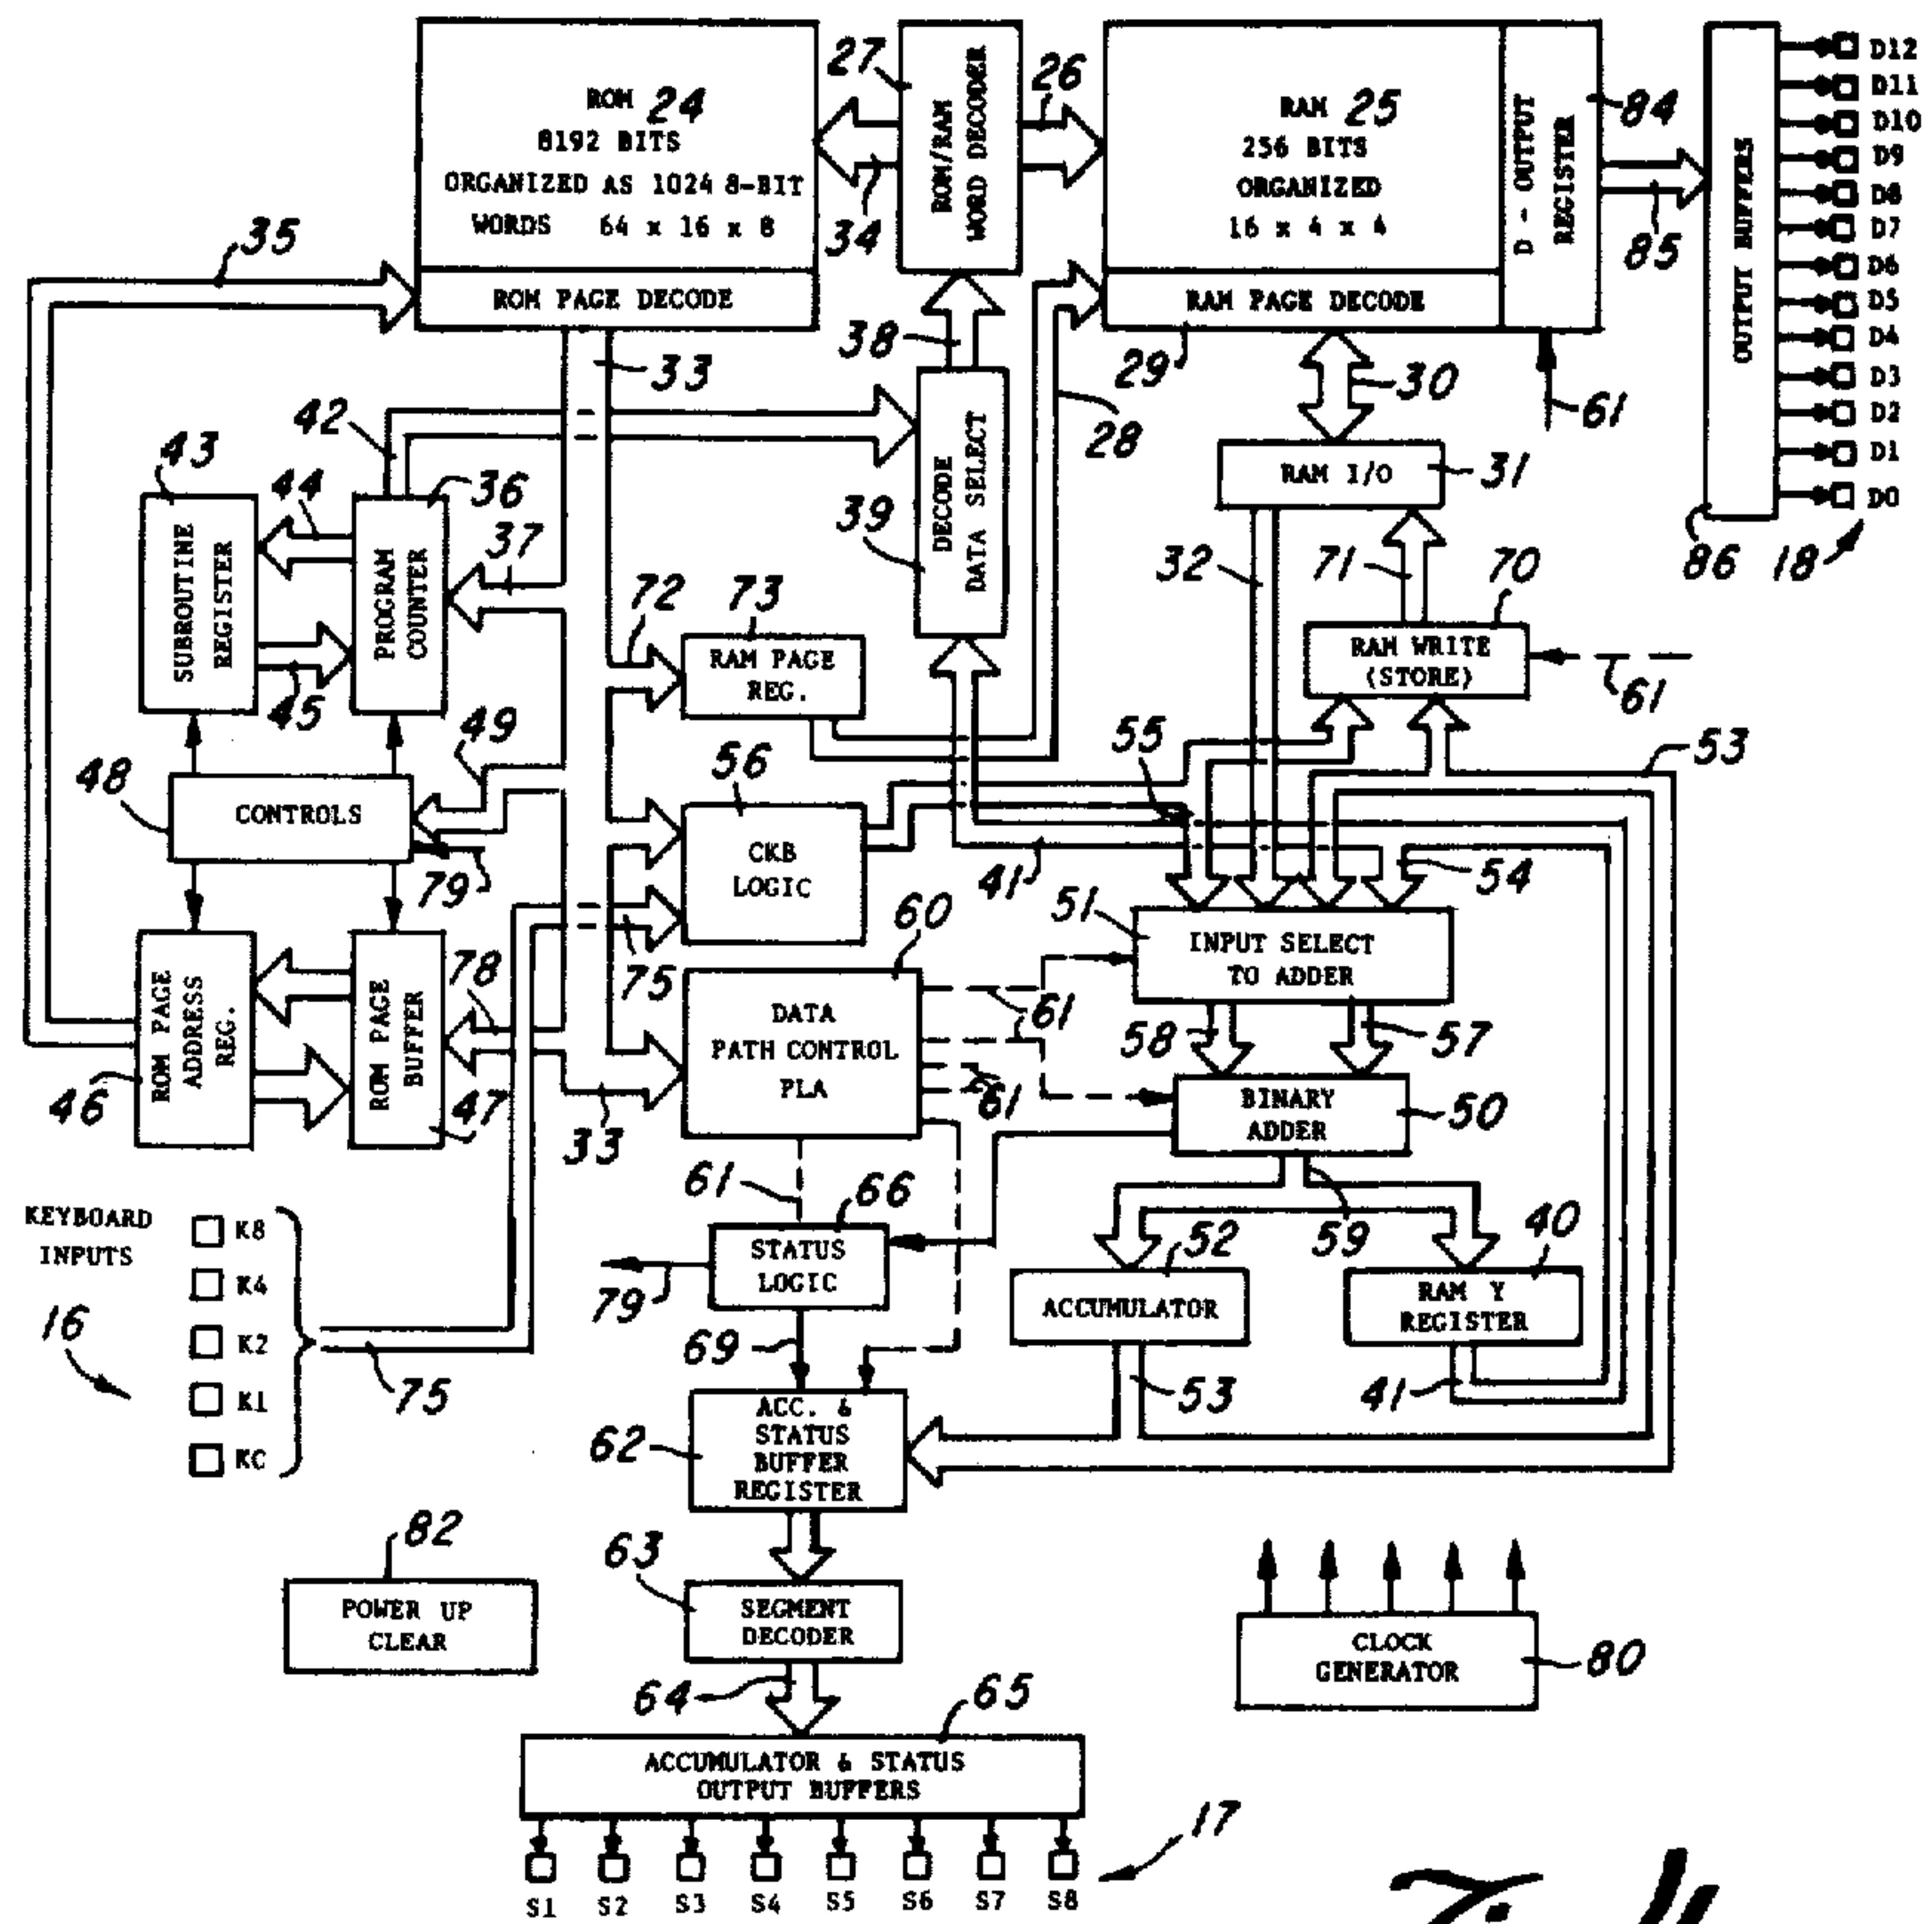 ROM 24
8192 BITS
ORGANIZED AS 1024 8-BIT
WORDS 64 x 16 x 8
ROM PAGE DECODE
27
ROM/RAM
WORD DECODER
26
34
RAM 25
256 BITS
ORGANIZED
16 x 4 x 4
RAM PAGE DECODE
D - OUTPUT
REGISTER
84
85
OUTPUT BUFFERS
D12
D11
D10
D9
D8
D7
D6
D5
D4
D3
D2
D1
D0
86
18
35
33
38
29
30
61
28
42
43
44
36
37
SUBROUTINE
REGISTER
PROGRAM
COUNTER
45
39
DECODE
DATA SELECT
RAM I/O
31
32
71
70
RAM WRITE
(STORE)
61
72
73
RAM PAGE
REG.
49
48
CONTROLS
79
56
CKB
LOGIC
55
53
41
54
75
51
INPUT SELECT
TO ADDER
60
DATA
PATH CONTROL
PLA
61
61
58
57
78
ROM PAGE
ADDRESS
REG.
ROM PAGE
BUFFER
46
47
33
BINARY
ADDER
50
59
61
66
STATUS
LOGIC
79
69
52
ACCUMULATOR
40
RAM Y
REGISTER
53
41
KEYBOARD
INPUTS
16
K8
K4
K2
K1
KC
75
62
ACC. &
STATUS
BUFFER
REGISTER
82
POWER UP
CLEAR
63
SEGMENT
DECODER
64
65
ACCUMULATOR & STATUS
OUTPUT BUFFERS
S1 S2 S3 S4 S5 S6 S7 S8
17
CLOCK
GENERATOR
80